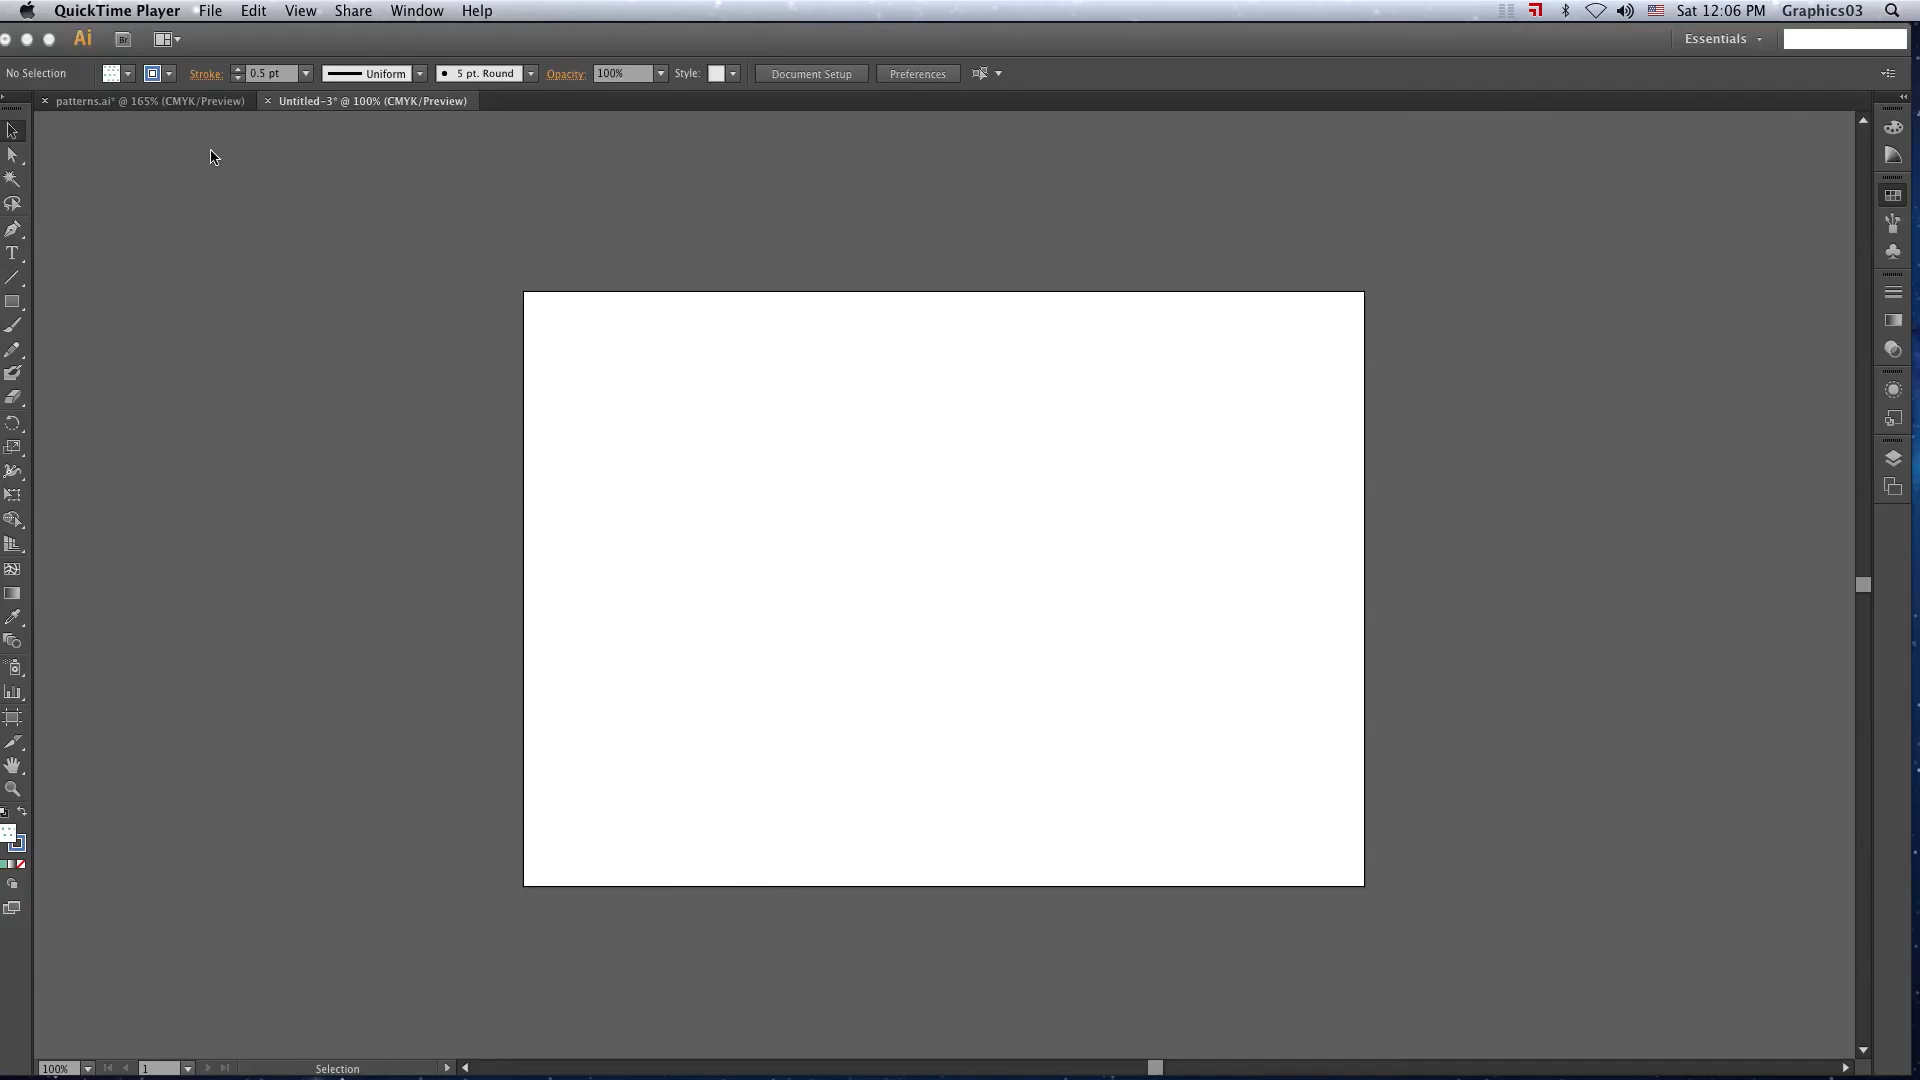 QuickTime Player File Edit View Share Window Help Sat 12:06 PM Graphics03
Ai Br Essentials
No Selection Stroke: 0.5 pt Uniform 5 pt. Round Opacity: 100% Style: Document Setup Preferences
patterns.ai* @ 165% (CMYK/Preview) Untitled-3* @ 100% (CMYK/Preview)
T
100% 1 Selection